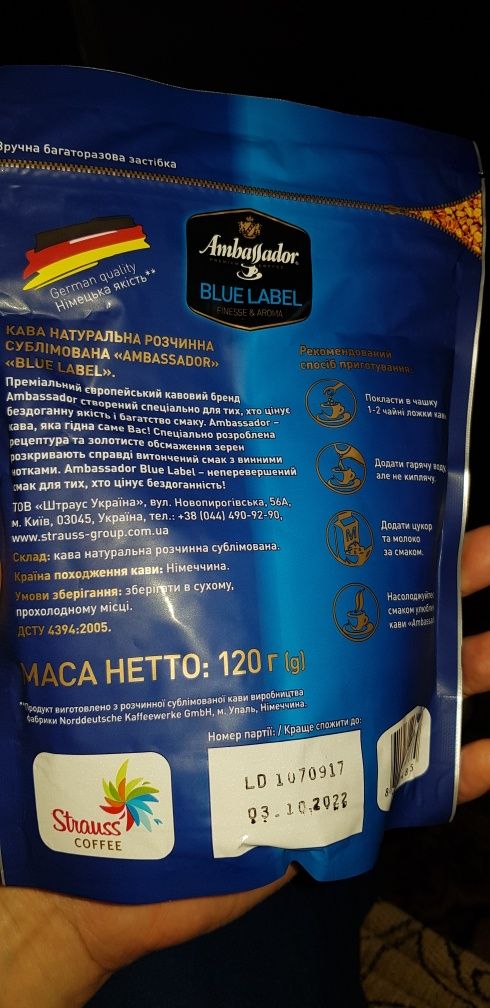 Зручна багаторазова застібка
German quality
Німецька якість**
Ambassador
BLUE LABEL
FINESSE & AROMA
КАВА НАТУРАЛЬНА РОЗЧИННА
СУБЛІМОВАНА «AMBASSADOR»
«BLUE LABEL».
Преміальний європейський кавовий бренд
Ambassador створений спеціально для тих, хто цінує
бездоганну якість і багатство смаку. Ambassador –
кава, яка гідна саме Вас! Спеціально розроблена
рецептура та золотисте обсмаження зерен
розкривають справді витончений смак з винними
нотками. Ambassador Blue Label – неперевершений
смак для тих, хто цінує бездоганність!
ТОВ «Штраус Україна», вул. Новопирогівська, 56А,
м. Київ, 03045, Україна, тел.: +38 (044) 490-92-90,
www.strauss-group.com.ua
Склад: кава натуральна розчинна сублімована.
Країна походження кави: Німеччина.
Умови зберігання: зберігати в сухому,
прохолодному місці.
ДСТУ 4394:2005.
МАСА НЕТТО: 120 г (g)
Продукт виготовлено з розчинної сублімованої кави виробництва
фабрики Norddeutsche Kaffeewerke GmbH, м. Упаль, Німеччина.
Рекомендований
спосіб приготування:
Покласти в чашку
1-2 чайні ложки кави
Додати гарячу воду,
але не киплячу.
Додати цукор
та молоко
за смаком.
Насолоджуйтесь
смаком улюбленої
кави «Ambassador
Номер партії: / Краще спожити до:
LD 1070917
03.10.2022
Strauss
COFFEE